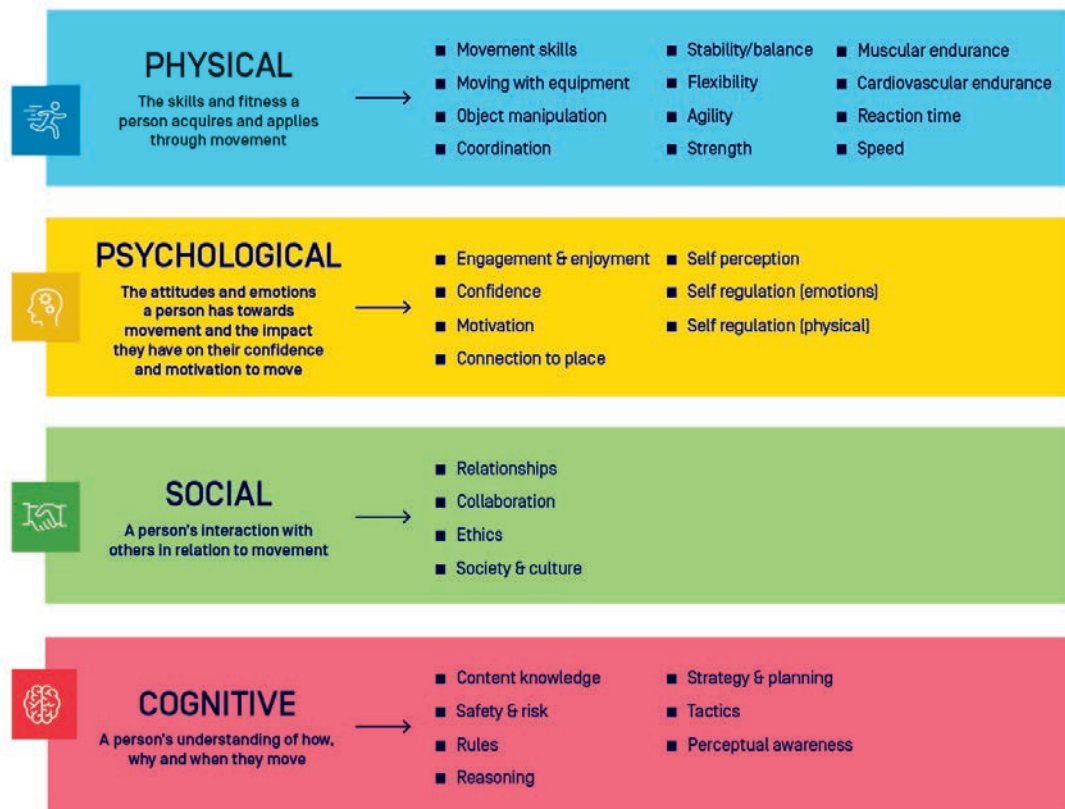 PHYSICAL
The skills and fitness a
person acquires and applies
through movement
■ Movement skills
■ Moving with equipment
■ Object manipulation
■ Coordination
■ Stability/balance
■ Flexibility
■ Agility
■ Strength
■ Muscular endurance
■ Cardiovascular endurance
■ Reaction time
■ Speed
PSYCHOLOGICAL
The attitudes and emotions
a person has towards
movement and the impact
they have on their confidence
and motivation to move
■ Engagement & enjoyment
■ Confidence
■ Motivation
■ Connection to place
■ Self perception
■ Self regulation (emotions)
■ Self regulation (physical)
SOCIAL
A person's interaction with
others in relation to movement
■ Relationships
■ Collaboration
■ Ethics
■ Society & culture
COGNITIVE
A person's understanding of how,
why and when they move
■ Content knowledge
■ Safety & risk
■ Rules
■ Reasoning
■ Strategy & planning
■ Tactics
■ Perceptual awareness